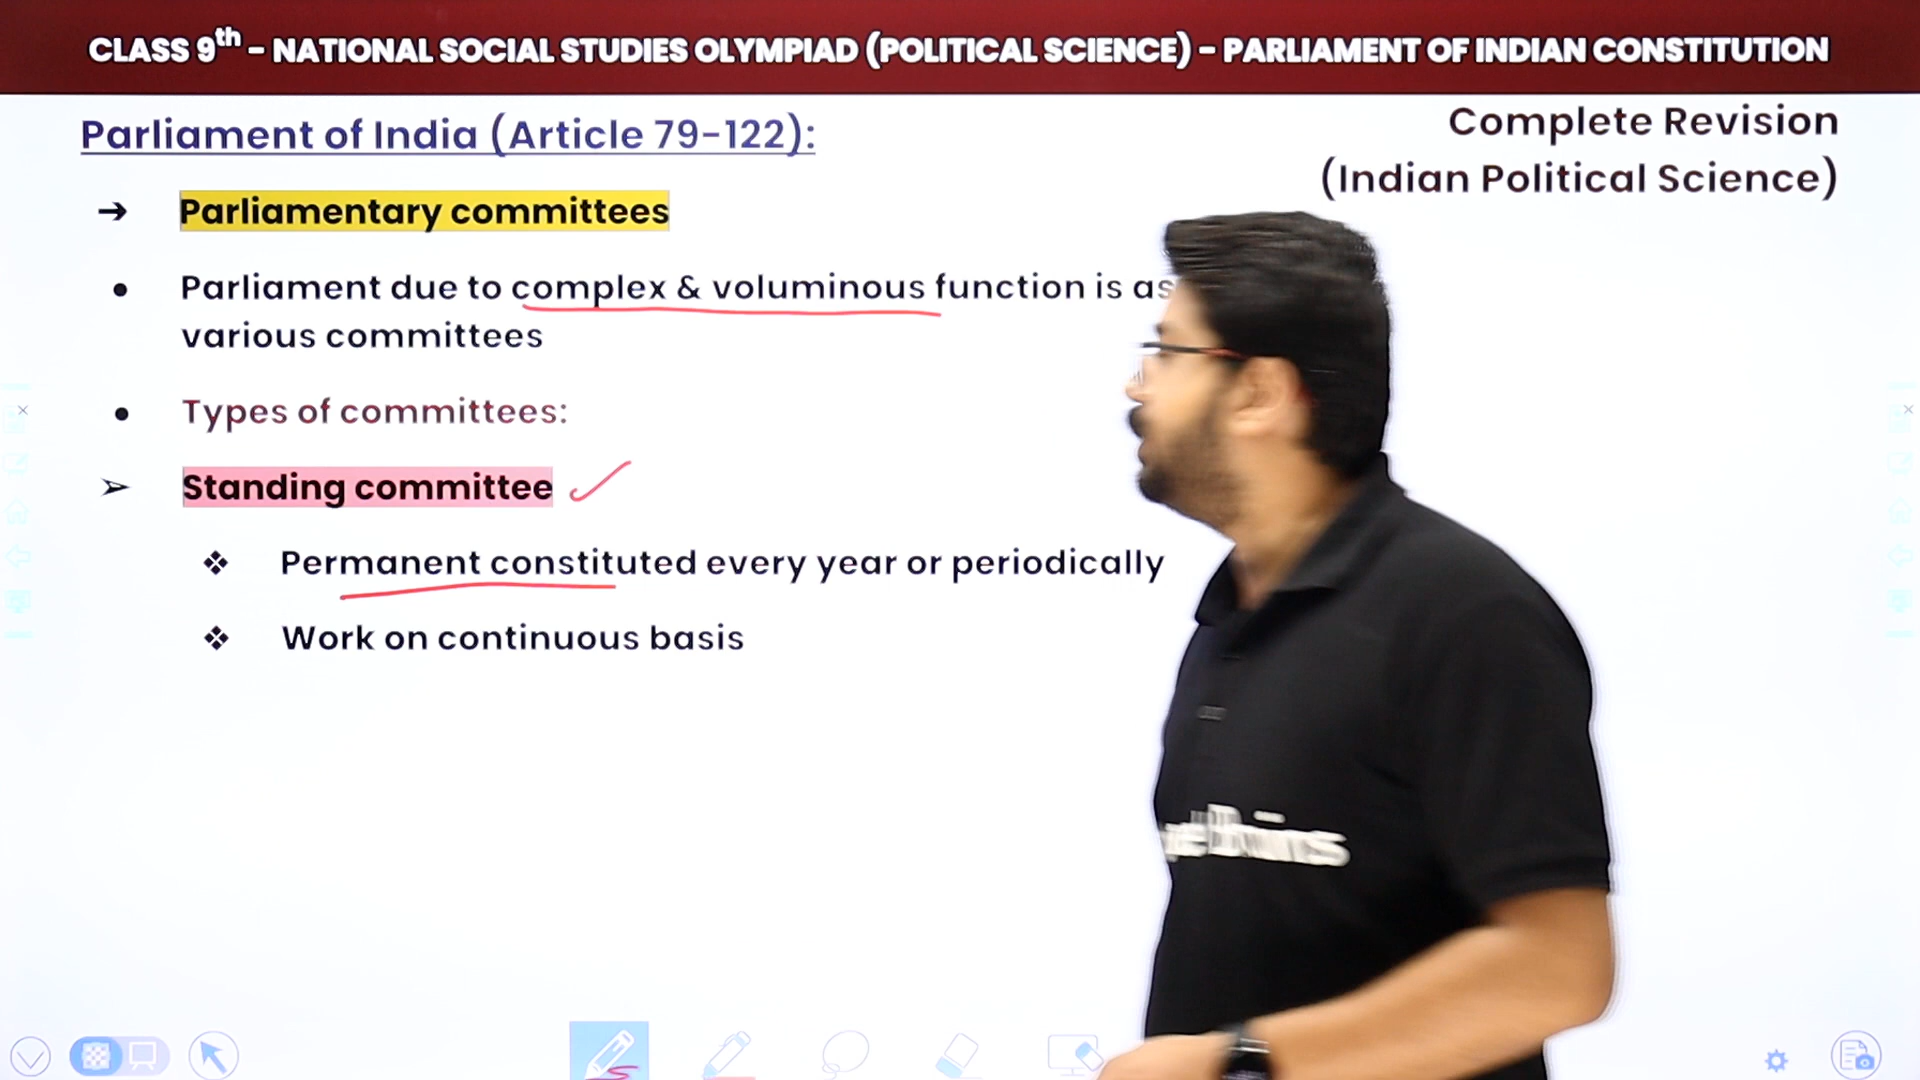 CLASS 9th - NATIONAL SOCIAL STUDIES OLYMPIAD (POLITICAL SCIENCE) - PARLIAMENT OF INDIAN CONSTITUTION
Parliament of India (Article 79-122):
Complete Revision
(Indian Political Science)
➔ Parliamentary committees
• Parliament due to complex & voluminous function is as
various committees
• Types of committees:
➢ Standing committee
❖ Permanent constituted every year or periodically
❖ Work on continuous basis